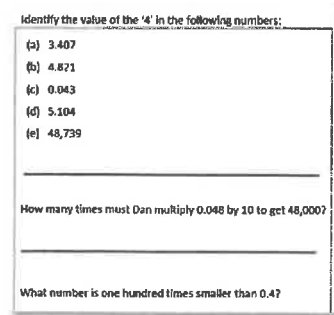 Identify the value of the '4' in the following numbers:
(a) 3.407
(b) 4.821
(c) 0.043
(d) 5.104
(e) 48,739
How many times must Dan multiply 0.048 by 10 to get 48,000?
What number is one hundred times smaller than 0.4?